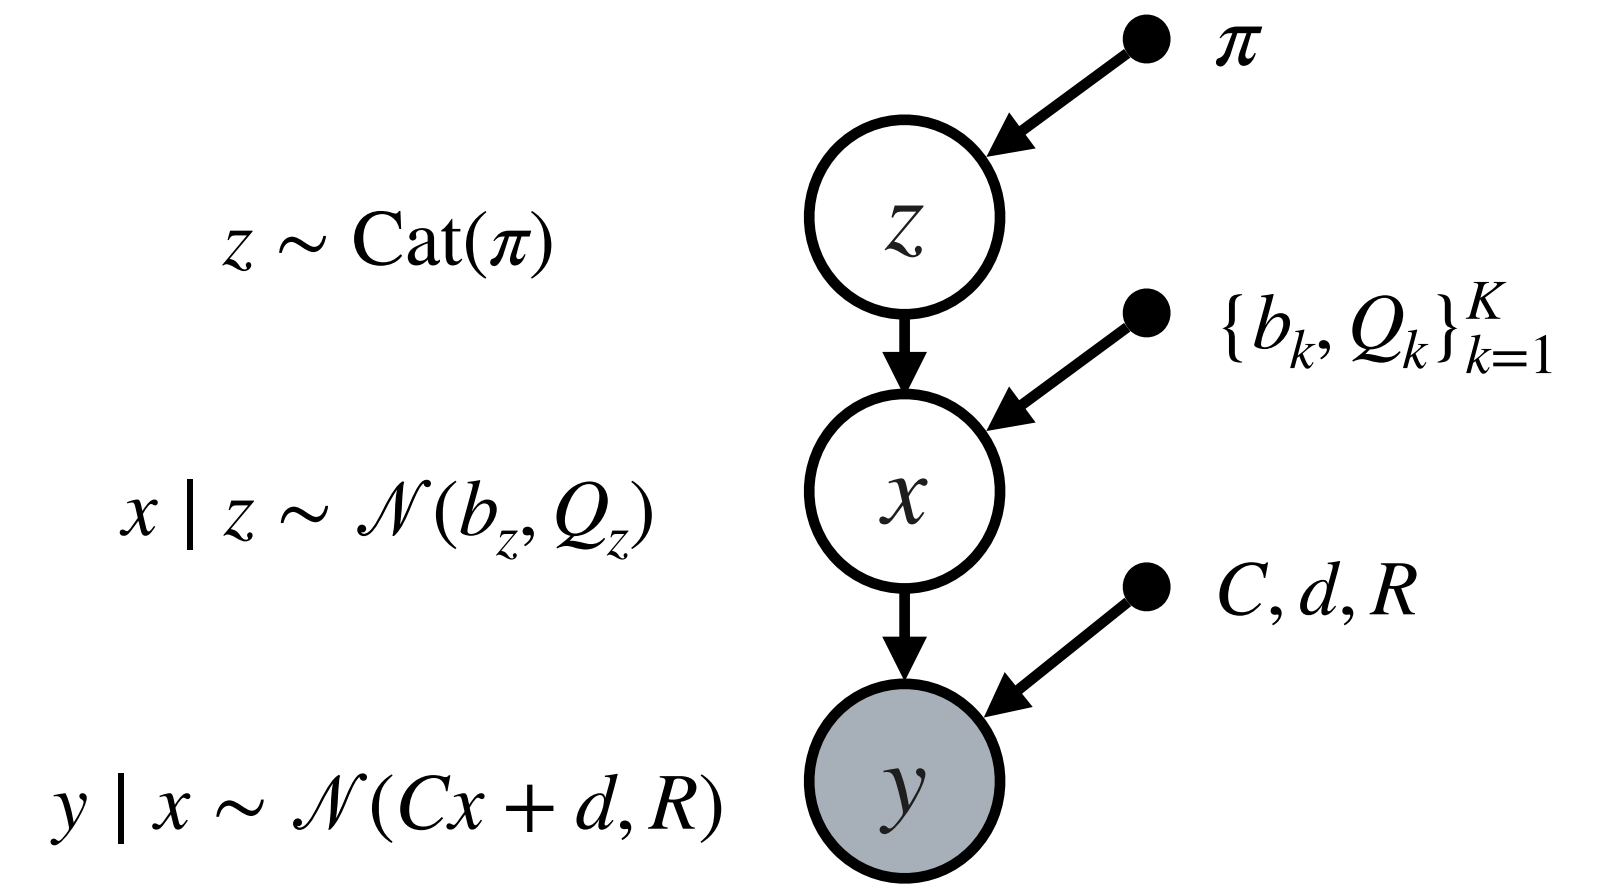 π
z
z ∼ Cat(π)
{b_k, Q_k}_{k=1}^K
x
x | z ∼ 𝒩(b_z, Q_z)
C, d, R
y
y | x ∼ 𝒩(Cx + d, R)